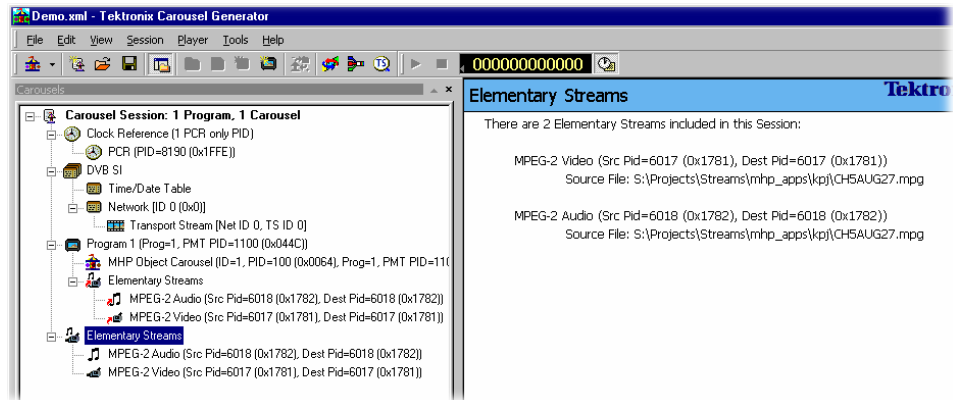 Demo.xml - Tektronix Carousel Generator
File Edit View Session Player Tools Help
000000000000
Carousels
Carousel Session: 1 Program, 1 Carousel
Clock Reference (1 PCR only PID)
PCR (PID=8190 (0x1FFE))
DVB SI
Time/Date Table
Network [ID 0 (0x0)]
Transport Stream [Net ID 0, TS ID 0]
Program 1 (Prog=1, PMT PID=1100 (0x044C))
MHP Object Carousel (ID=1, PID=100 (0x0064), Prog=1, PMT PID=110
Elementary Streams
MPEG-2 Audio (Src Pid=6018 (0x1782), Dest Pid=6018 (0x1782))
MPEG-2 Video (Src Pid=6017 (0x1781), Dest Pid=6017 (0x1781))
Elementary Streams
MPEG-2 Audio (Src Pid=6018 (0x1782), Dest Pid=6018 (0x1782))
MPEG-2 Video (Src Pid=6017 (0x1781), Dest Pid=6017 (0x1781))
Elementary Streams
Tektro
There are 2 Elementary Streams included in this Session:
MPEG-2 Video (Src Pid=6017 (0x1781), Dest Pid=6017 (0x1781))
Source File: S:\Projects\Streams\mhp_apps\kpj\CH5AUG27.mpg
MPEG-2 Audio (Src Pid=6018 (0x1782), Dest Pid=6018 (0x1782))
Source File: S:\Projects\Streams\mhp_apps\kpj\CH5AUG27.mpg